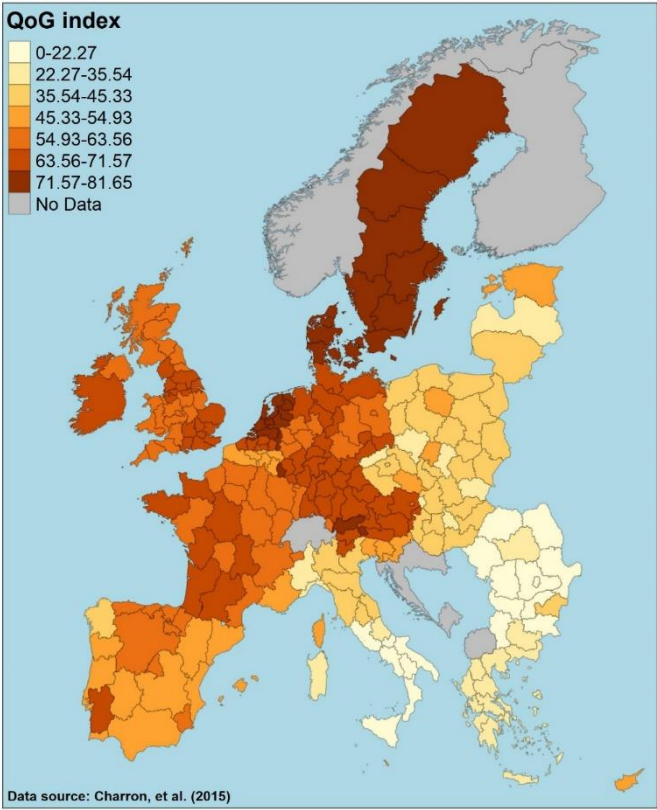 QoG index
0-22.27
22.27-35.54
35.54-45.33
45.33-54.93
54.93-63.56
63.56-71.57
71.57-81.65
No Data
Data source: Charron, et al. (2015)